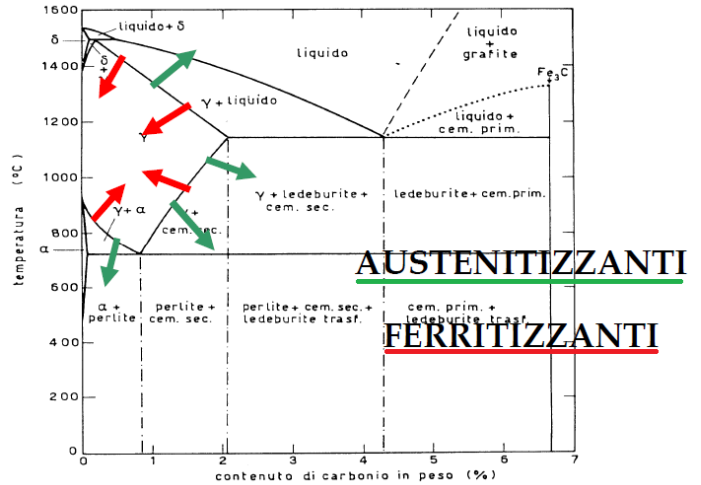 1600
1400
1200
1000
800
600
400
200
0
temperatura (°C)
δ
α
liquido + δ
δ
+
γ
liquido
liquido
+
grafite
Fe3C
γ + liquido
liquido +
cem. prim.
γ
γ + α
γ +
cem. sec.
γ + ledeburite +
cem. sec.
ledeburite + cem. prim.
AUSTENITIZZANTI
α +
perlite
perlite +
cem. sec.
perlite + cem. sec. +
ledeburite trasf.
cem. prim. +
ledeburite trasf.
FERRITIZZANTI
0 1 2 3 4 5 6 7
contenuto di carbonio in peso (%)